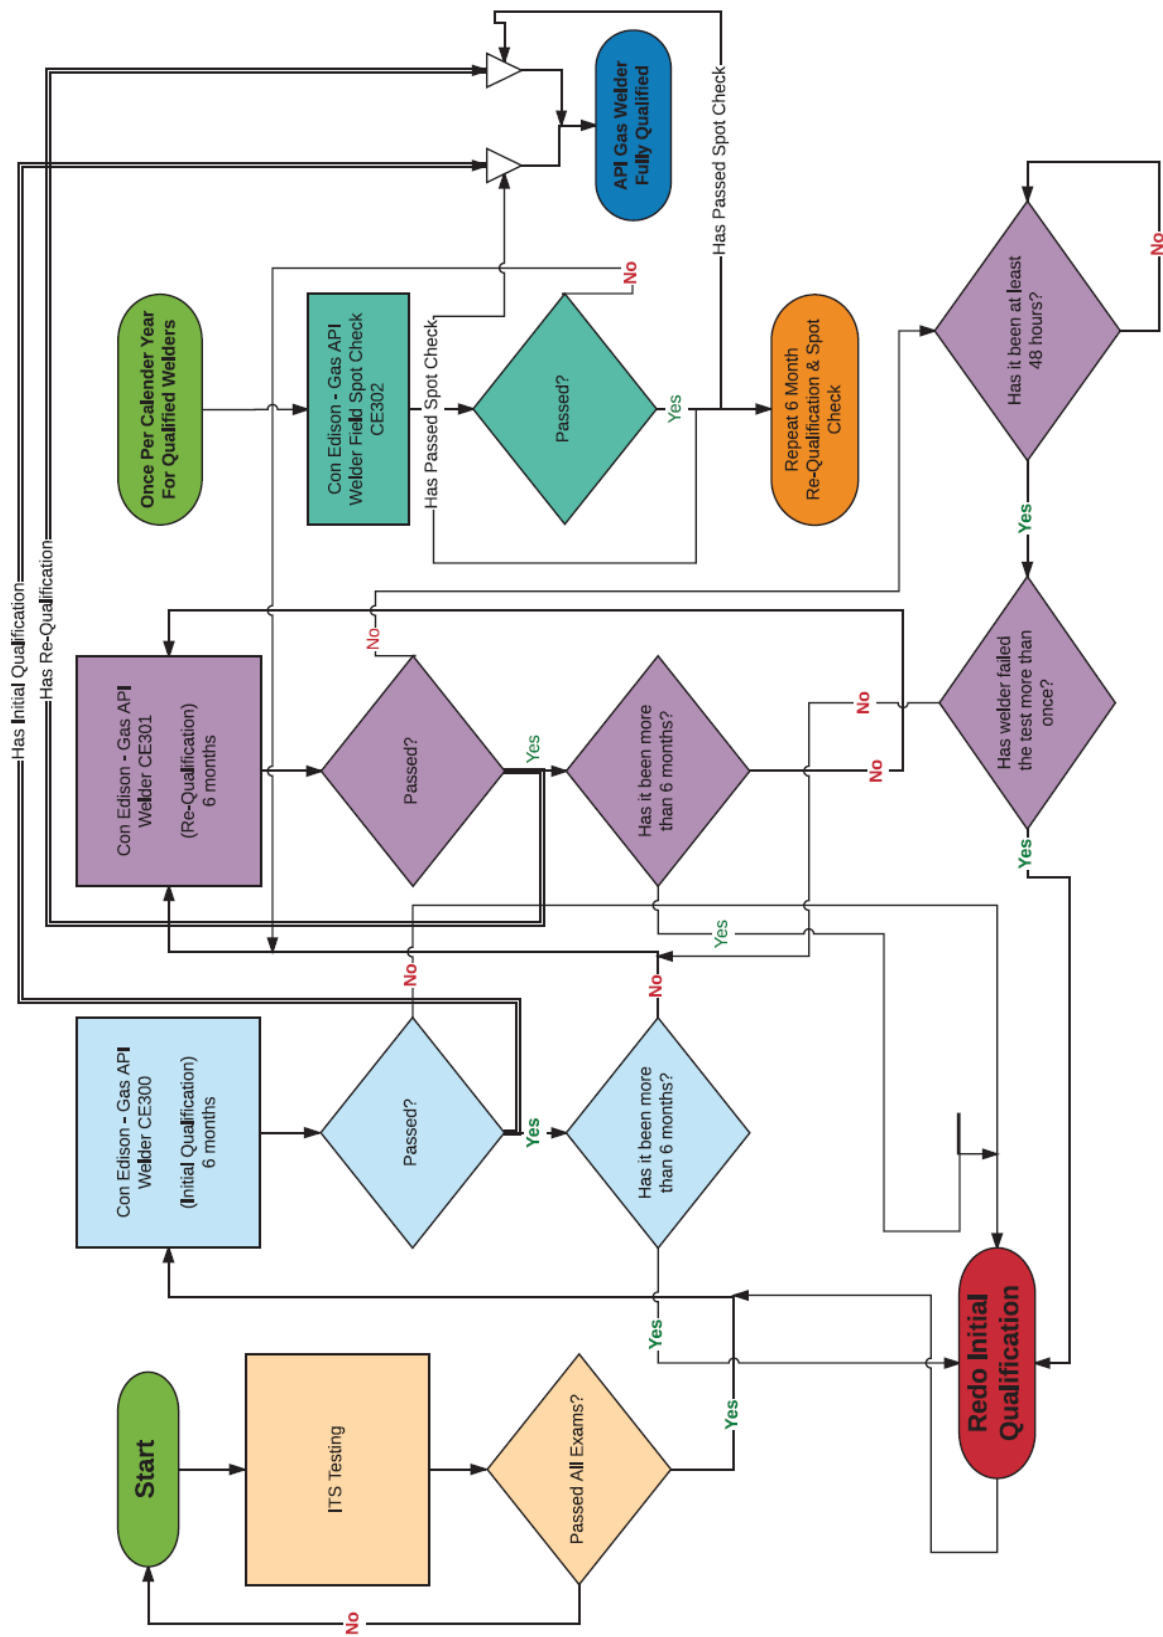 Start
ITS Testing
Passed All Exams?
No
Yes
Con Edison - Gas API
Welder CE300
(Initial Qualification)
6 months
Passed?
No
Yes
Has it been more
than 6 months?
No
Yes
Redo Initial
Qualification
Has Initial Qualification
Has Re-Qualification
Con Edison - Gas API
Welder CE301
(Re-Qualification)
6 months
Passed?
No
Yes
Has it been more
than 6 months?
Yes
No
No
Has welder failed
the test more than
once?
Yes
Yes
Has it been at least
48 hours?
No
Once Per Calender Year
For Qualified Welders
Con Edison - Gas API
Welder Field Spot Check
CE302
Has Passed Spot Check
Passed?
No
Yes
Repeat 6 Month
Re-Qualification & Spot
Check
Has Passed Spot Check
API Gas Welder
Fully Qualified